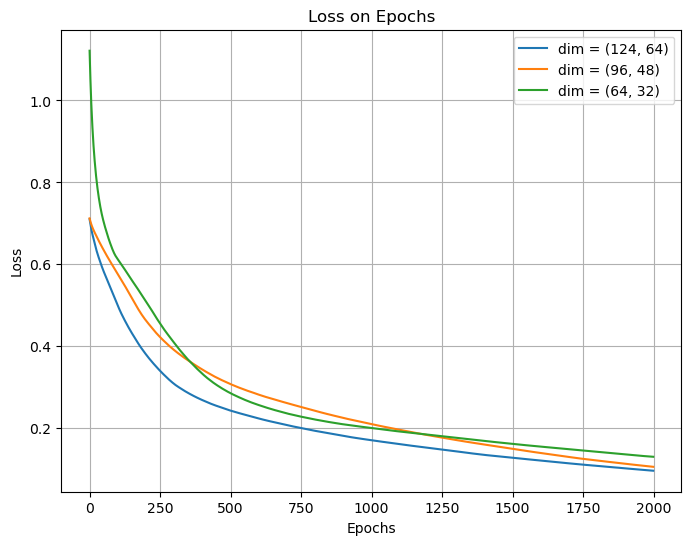 Loss on Epochs
dim = (124, 64)
dim = (96, 48)
dim = (64, 32)
Loss
1.0
0.8
0.6
0.4
0.2
0
250
500
750
1000
1250
1500
1750
2000
Epochs